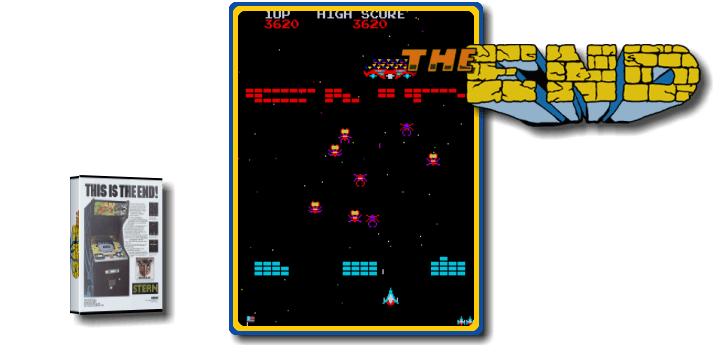 1UP HIGH SCORE
3620 3620
THE END
THIS IS THE END!
STERN